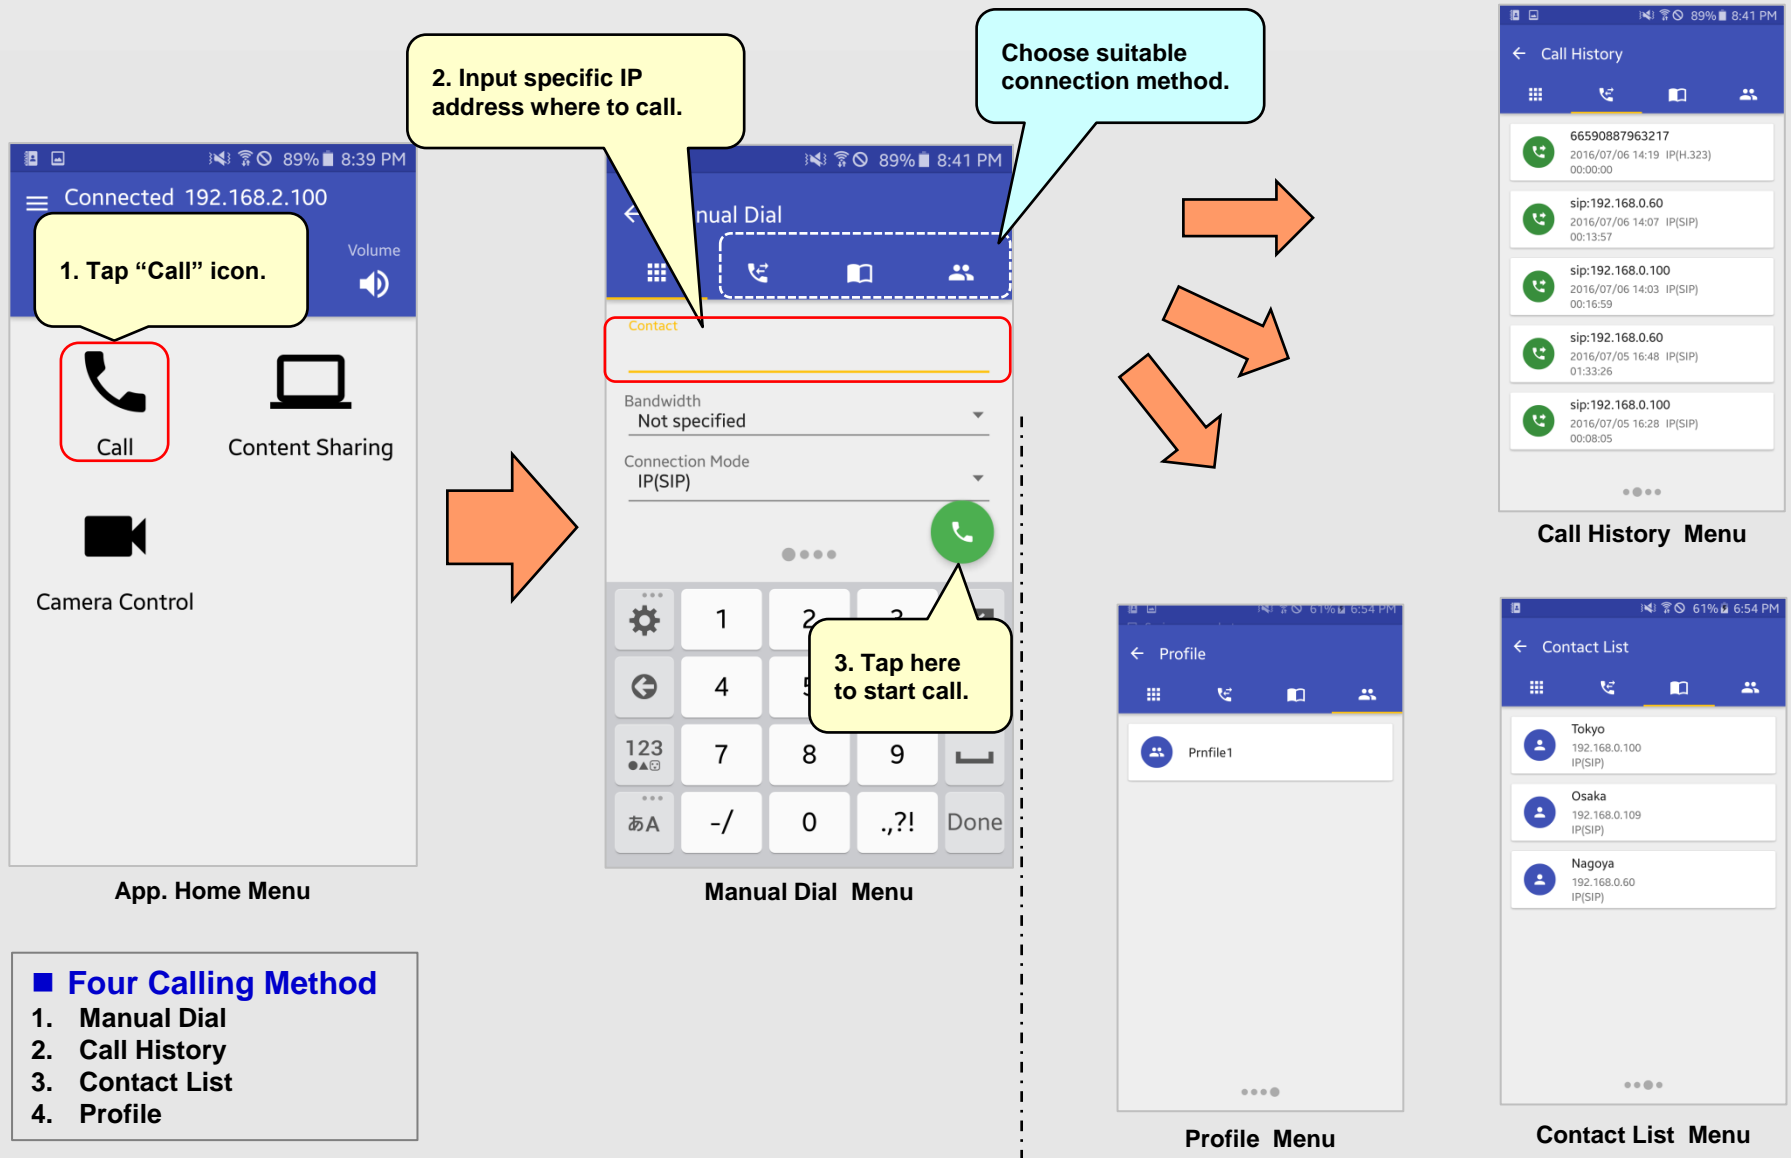 2. Input specific IP
address where to call.
Choose suitable
connection method.
89% 8:39 PM
Connected 192.168.2.100
1. Tap “Call” icon.
Volume
Call
Content Sharing
Camera Control
App. Home Menu
89% 8:41 PM
nual Dial
Contact
Bandwidth
Not specified
Connection Mode
IP(SIP)
1 2
4
123 7 8 9
あA -/ 0 .,?! Done
3. Tap here
to start call.
Manual Dial Menu
89% 8:41 PM
Call History
66590887963217
2016/07/06 14:19 IP(H.323)
00:00:00
sip:192.168.0.60
2016/07/06 14:07 IP(SIP)
00:13:57
sip:192.168.0.100
2016/07/06 14:03 IP(SIP)
00:16:59
sip:192.168.0.60
2016/07/05 16:48 IP(SIP)
01:33:26
sip:192.168.0.100
2016/07/05 16:28 IP(SIP)
00:08:05
Call History Menu
61% 6:54 PM
Profile
Prnfile1
Profile Menu
61% 6:54 PM
Contact List
Tokyo
192.168.0.100
IP(SIP)
Osaka
192.168.0.109
IP(SIP)
Nagoya
192.168.0.60
IP(SIP)
Contact List Menu
■ Four Calling Method
1. Manual Dial
2. Call History
3. Contact List
4. Profile